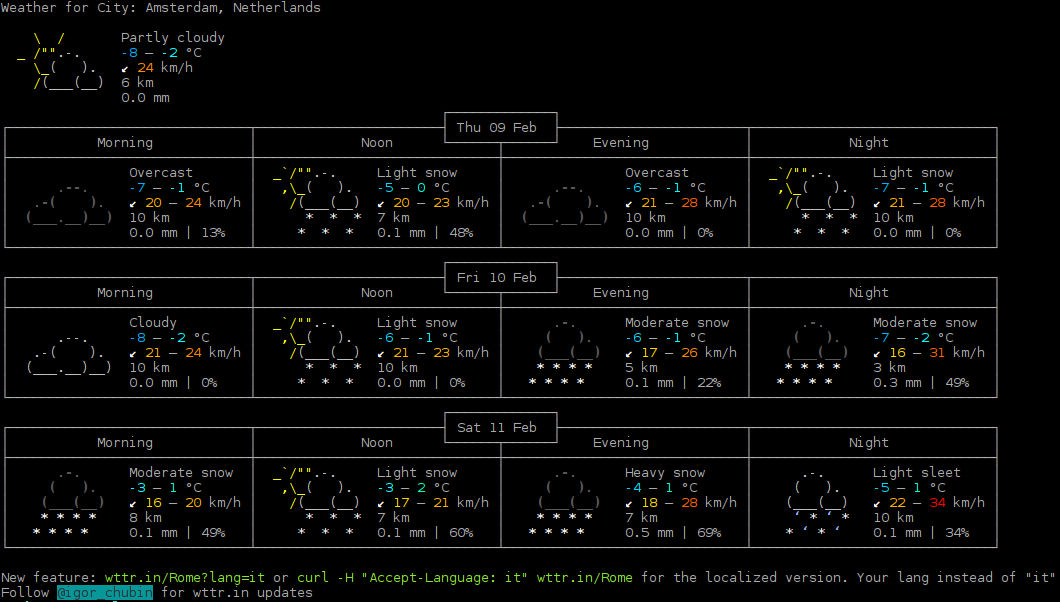 Weather for City: Amsterdam, Netherlands
Partly cloudy
-8 – -2 °C
↙ 24 km/h
6 km
0.0 mm
Thu 09 Feb
Morning Noon Evening Night
Overcast Light snow Overcast Light snow
-7 – -1 °C -5 – 0 °C -6 – -1 °C -7 – -1 °C
↙ 20 – 24 km/h ↙ 20 – 23 km/h ↙ 21 – 28 km/h ↙ 21 – 28 km/h
10 km 7 km 10 km 10 km
0.0 mm | 13% 0.1 mm | 48% 0.0 mm | 0% 0.0 mm | 0%
Fri 10 Feb
Morning Noon Evening Night
Cloudy Light snow Moderate snow Moderate snow
-8 – -2 °C -6 – -1 °C -6 – -1 °C -7 – -2 °C
↙ 21 – 24 km/h ↙ 21 – 23 km/h ↙ 17 – 26 km/h ↙ 16 – 31 km/h
10 km 10 km 5 km 3 km
0.0 mm | 0% 0.0 mm | 0% 0.1 mm | 22% 0.3 mm | 49%
Sat 11 Feb
Morning Noon Evening Night
Moderate snow Light snow Heavy snow Light sleet
-3 – 1 °C -3 – 2 °C -4 – 1 °C -5 – 1 °C
↙ 16 – 20 km/h ↙ 17 – 21 km/h ↙ 18 – 28 km/h ↙ 22 – 34 km/h
8 km 7 km 7 km 10 km
0.1 mm | 49% 0.1 mm | 60% 0.5 mm | 69% 0.1 mm | 34%
New feature: wttr.in/Rome?lang=it or curl -H "Accept-Language: it" wttr.in/Rome for the localized version. Your lang instead of "it"
Follow @igor_chubin for wttr.in updates